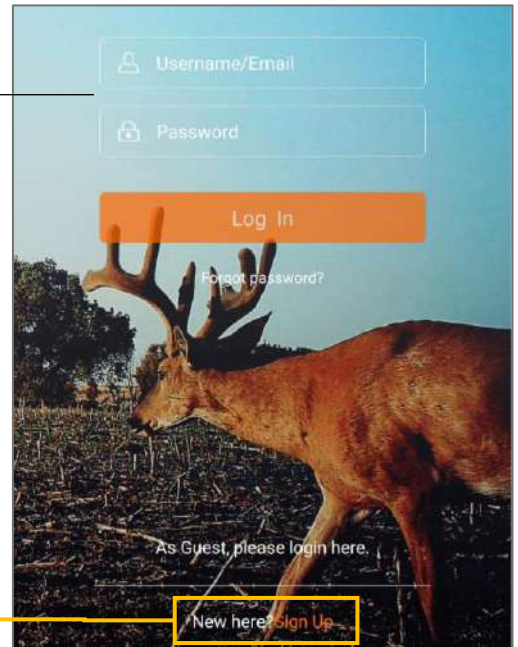 Username/Email
Password
Log In
Forgot password?
As Guest, please login here.
New here?Sign Up